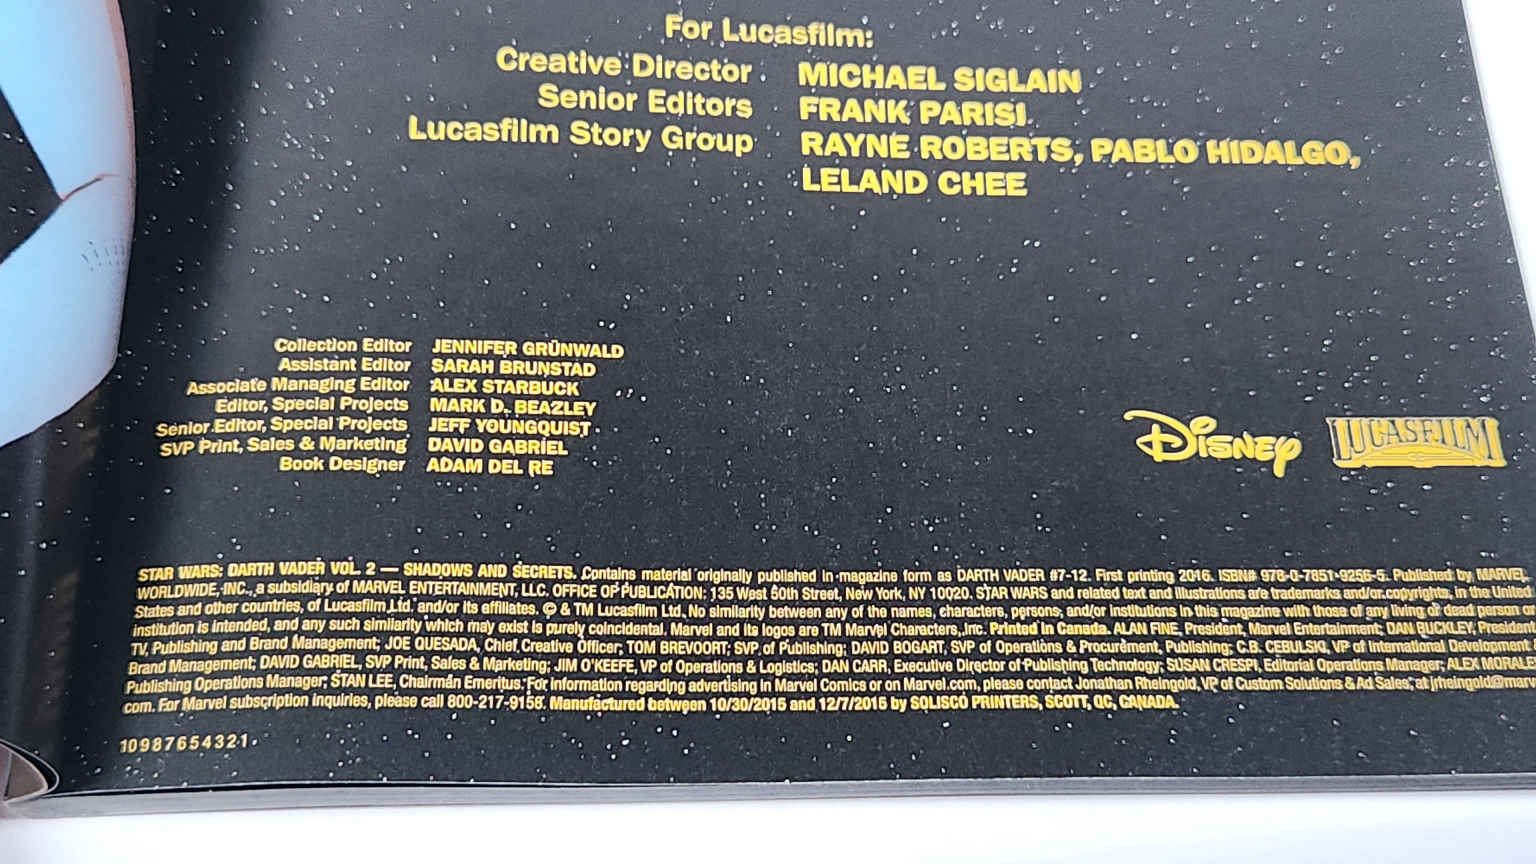 For Lucasfilm:
Creative Director MICHAEL SIGLAIN
Senior Editors FRANK PARISI
Lucasfilm Story Group RAYNE ROBERTS, PABLO HIDALGO,
LELAND CHEE
Collection Editor JENNIFER GRÜNWALD
Assistant Editor SARAH BRUNSTAD
Associate Managing Editor ALEX STARBUCK
Editor, Special Projects MARK D. BEAZLEY
Senior Editor, Special Projects JEFF YOUNGQUIST
SVP Print, Sales & Marketing DAVID GABRIEL
Book Designer ADAM DEL RE
Disney LUCASFILM
STAR WARS: DARTH VADER VOL. 2 — SHADOWS AND SECRETS. Contains material originally published in magazine form as DARTH VADER #7-12. First printing 2016. ISBN# 978-0-7851-9256-5. Published by MARVEL
WORLDWIDE, INC., a subsidiary of MARVEL ENTERTAINMENT, LLC. OFFICE OF PUBLICATION: 135 West 50th Street, New York, NY 10020. STAR WARS and related text and illustrations are trademarks and/or copyrights, in the United
States and other countries, of Lucasfilm Ltd. and/or its affiliates. © & TM Lucasfilm Ltd. No similarity between any of the names, characters, persons, and/or institutions in this magazine with those of any living or dead person or
institution is intended, and any such similarity which may exist is purely coincidental. Marvel and its logos are TM Marvel Characters, Inc. Printed in Canada. ALAN FINE, President, Marvel Entertainment; DAN BUCKLEY, President,
TV, Publishing and Brand Management; JOE QUESADA, Chief Creative Officer; TOM BREVOORT, SVP of Publishing; DAVID BOGART, SVP of Operations & Procurement, Publishing; C.B. CEBULSKI, VP of International Development
Brand Management; DAVID GABRIEL, SVP Print, Sales & Marketing; JIM O'KEEFE, VP of Operations & Logistics; DAN CARR, Executive Director of Publishing Technology; SUSAN CRESPI, Editorial Operations Manager; ALEX MORALE
Publishing Operations Manager; STAN LEE, Chairman Emeritus. For information regarding advertising in Marvel Comics or on Marvel.com, please contact Jonathan Rheingold, VP of Custom Solutions & Ad Sales, at jrheingold@marv
com. For Marvel subscription inquiries, please call 800-217-9158. Manufactured between 10/30/2015 and 12/7/2015 by SOLISCO PRINTERS, SCOTT, QC, CANADA.
10 9 8 7 6 5 4 3 2 1